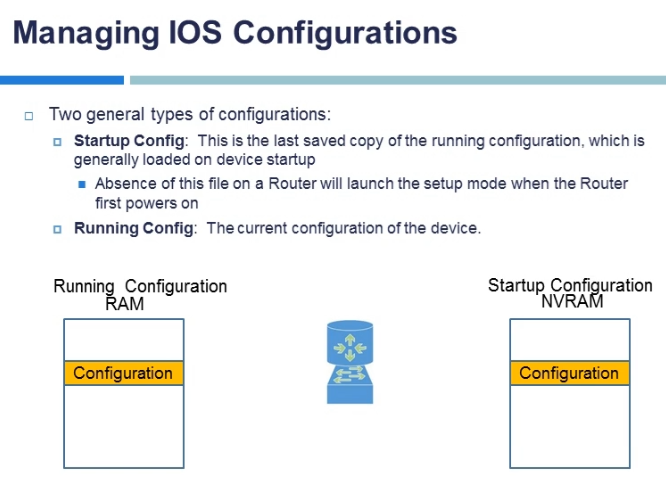 Managing IOS Configurations
Two general types of configurations:
Startup Config: This is the last saved copy of the running configuration, which is
generally loaded on device startup
Absence of this file on a Router will launch the setup mode when the Router
first powers on
Running Config: The current configuration of the device.
Running Configuration
RAM
Configuration
Startup Configuration
NVRAM
Configuration